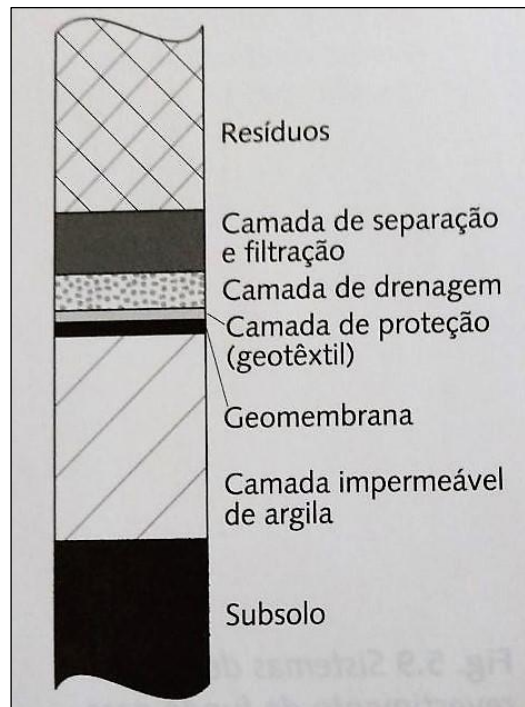 Resíduos
Camada de separação
e filtração
Camada de drenagem
Camada de proteção
(geotêxtil)
Geomembrana
Camada impermeável
de argila
Subsolo